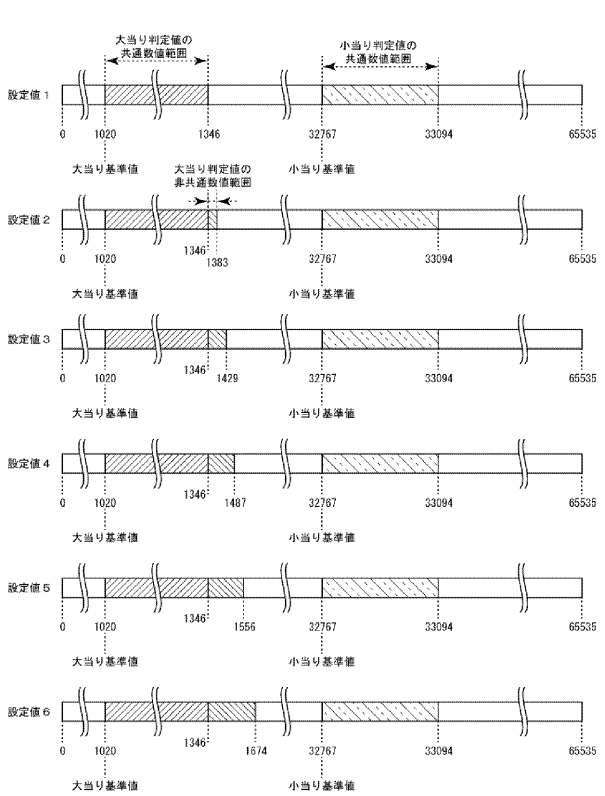 大当り判定値の
共通数値範囲
小当り判定値の
共通数値範囲
設定値1
0 1020 1346 32767 33094 65535
大当り基準値 小当り基準値
大当り判定値の
非共通数値範囲
設定値2
0 1020 1346 1383 32767 33094 65535
大当り基準値 小当り基準値
設定値3
0 1020 1346 1429 32767 33094 65535
大当り基準値 小当り基準値
設定値4
0 1020 1346 1487 32767 33094 65535
大当り基準値 小当り基準値
設定値5
0 1020 1346 1556 32767 33094 65535
大当り基準値 小当り基準値
設定値6
0 1020 1346 1674 32767 33094 65535
大当り基準値 小当り基準値